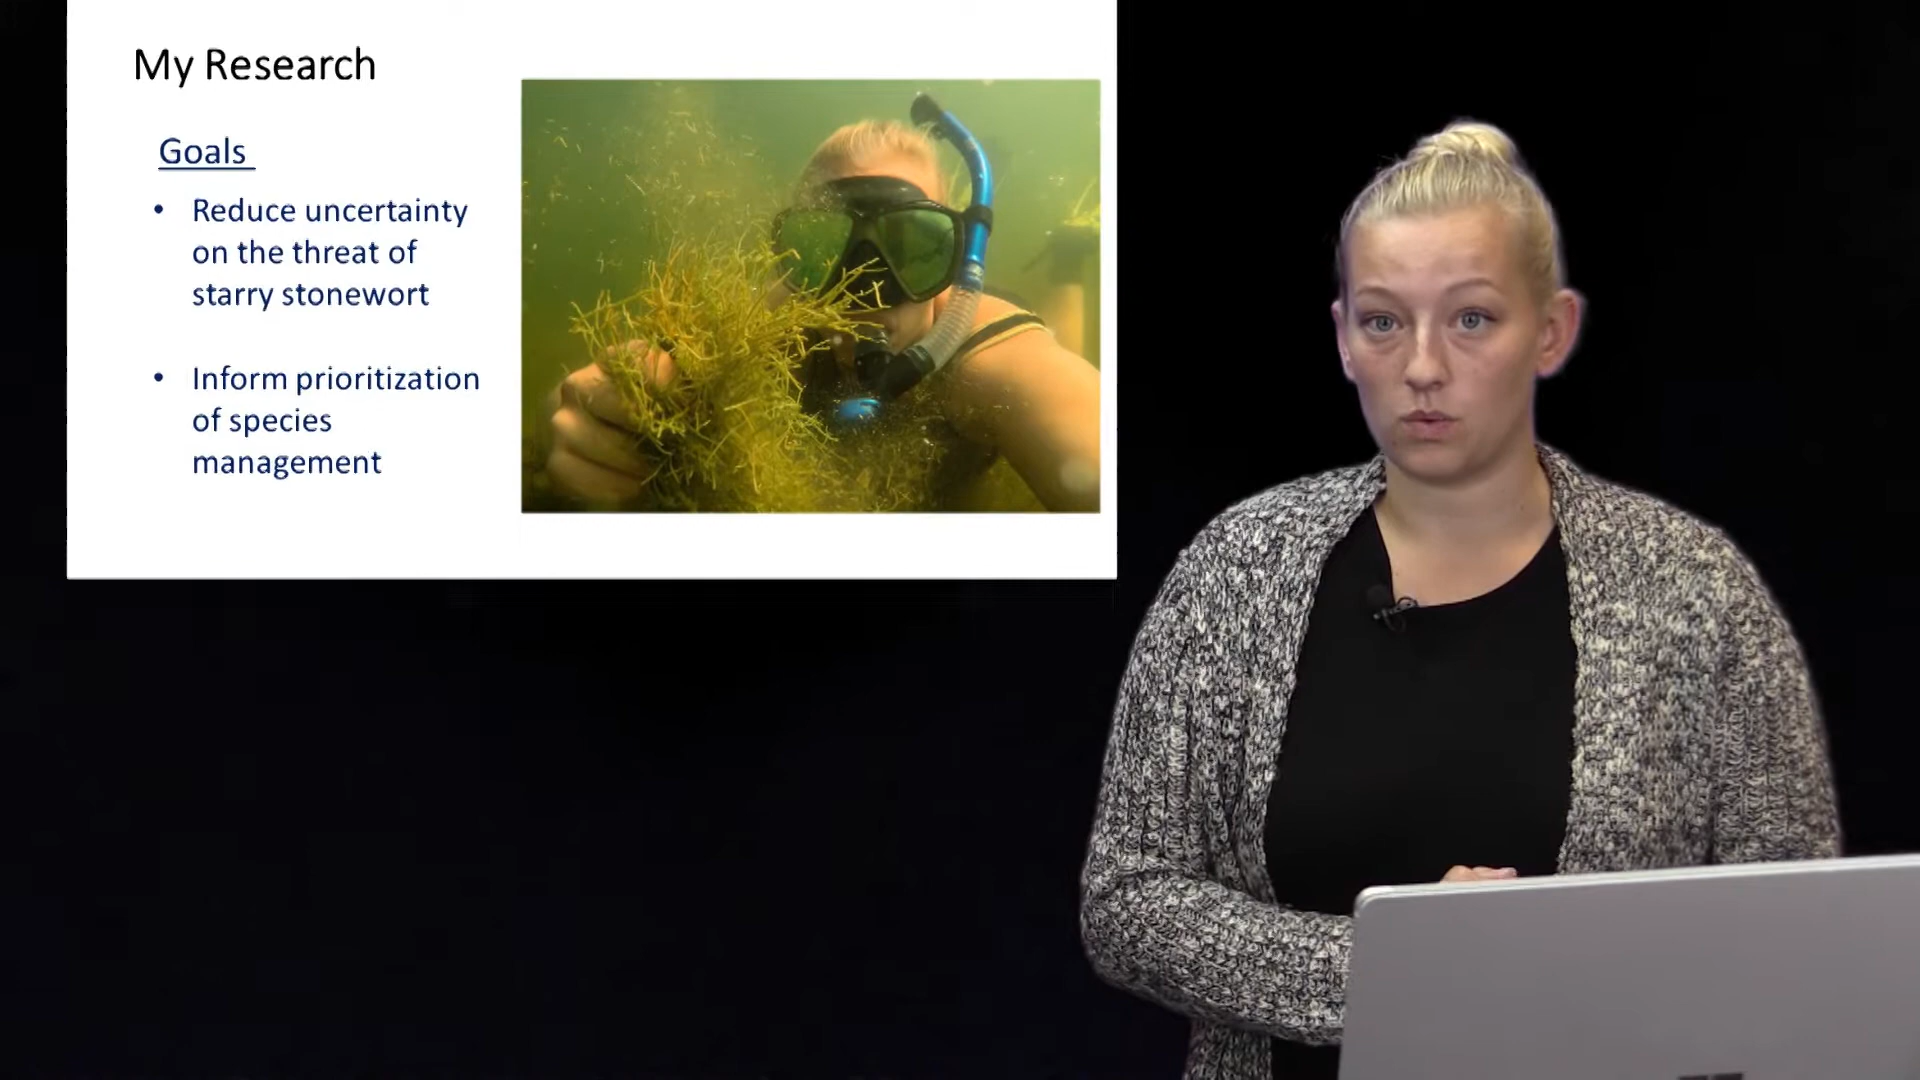 My Research
Goals
• Reduce uncertainty
on the threat of
starry stonewort
• Inform prioritization
of species
management